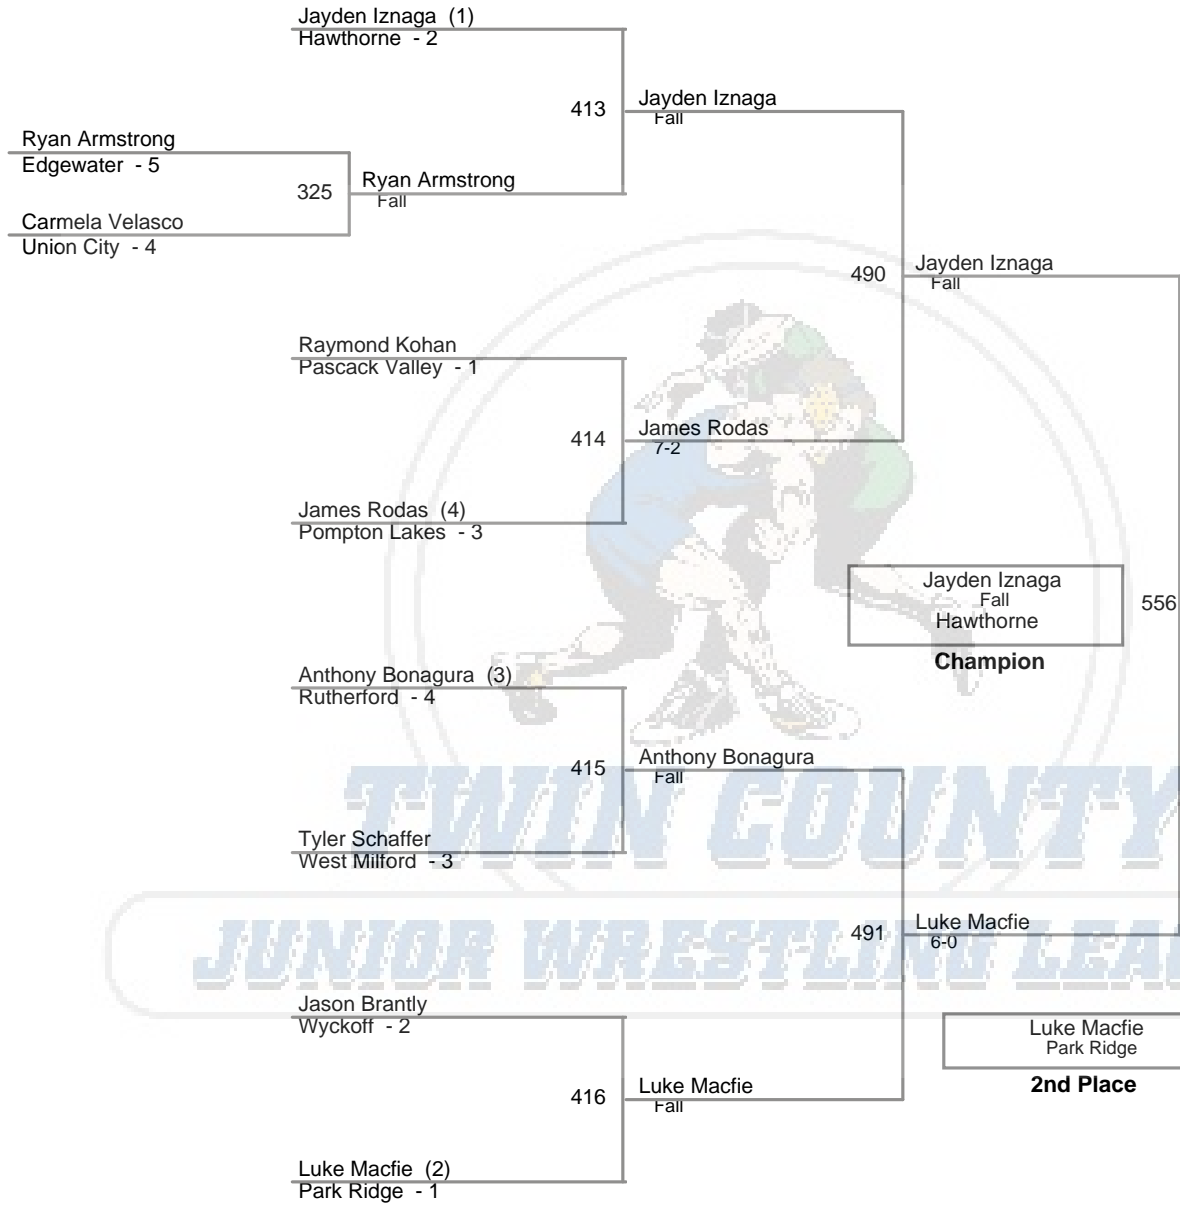 Jayden Iznaga (1)
Hawthorne - 2
413
Jayden Iznaga
Fall
Ryan Armstrong
Edgewater - 5
325
Ryan Armstrong
Fall
Carmela Velasco
Union City - 4
490
Jayden Iznaga
Fall
Raymond Kohan
Pascack Valley - 1
414
James Rodas
7-2
James Rodas (4)
Pompton Lakes - 3
Jayden Iznaga
Fall
Hawthorne
556
Champion
Anthony Bonagura (3)
Rutherford - 4
415
Anthony Bonagura
Fall
TWIN COUNTY
Tyler Schaffer
West Milford - 3
491
Luke Macfie
6-0
JUNIOR WRESTLING LEAG
Jason Brantly
Wyckoff - 2
Luke Macfie
Park Ridge
2nd Place
416
Luke Macfie
Fall
Luke Macfie (2)
Park Ridge - 1